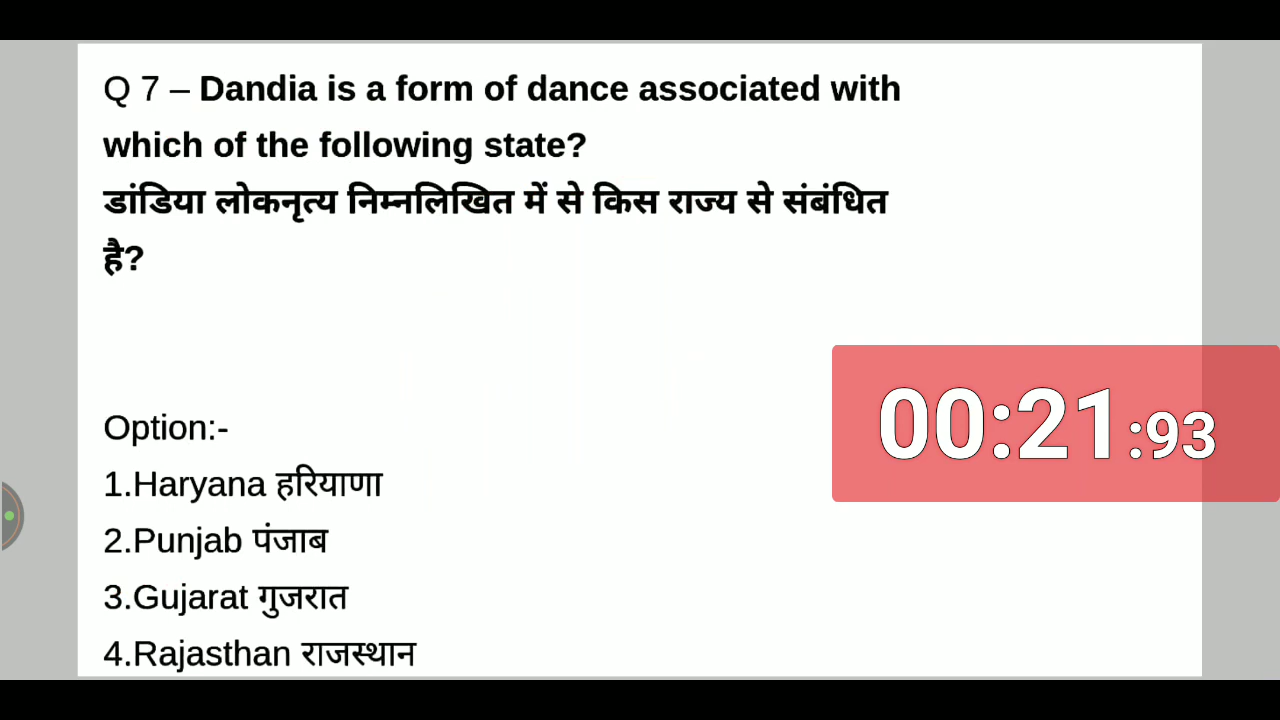 Q 7 – Dandia is a form of dance associated with
which of the following state?
डांडिया लोकनृत्य निम्नलिखित में से किस राज्य से संबंधित
है?
00:21:93
Option:-
1.Haryana हरियाणा
2.Punjab पंजाब
3.Gujarat गुजरात
4.Rajasthan राजस्थान